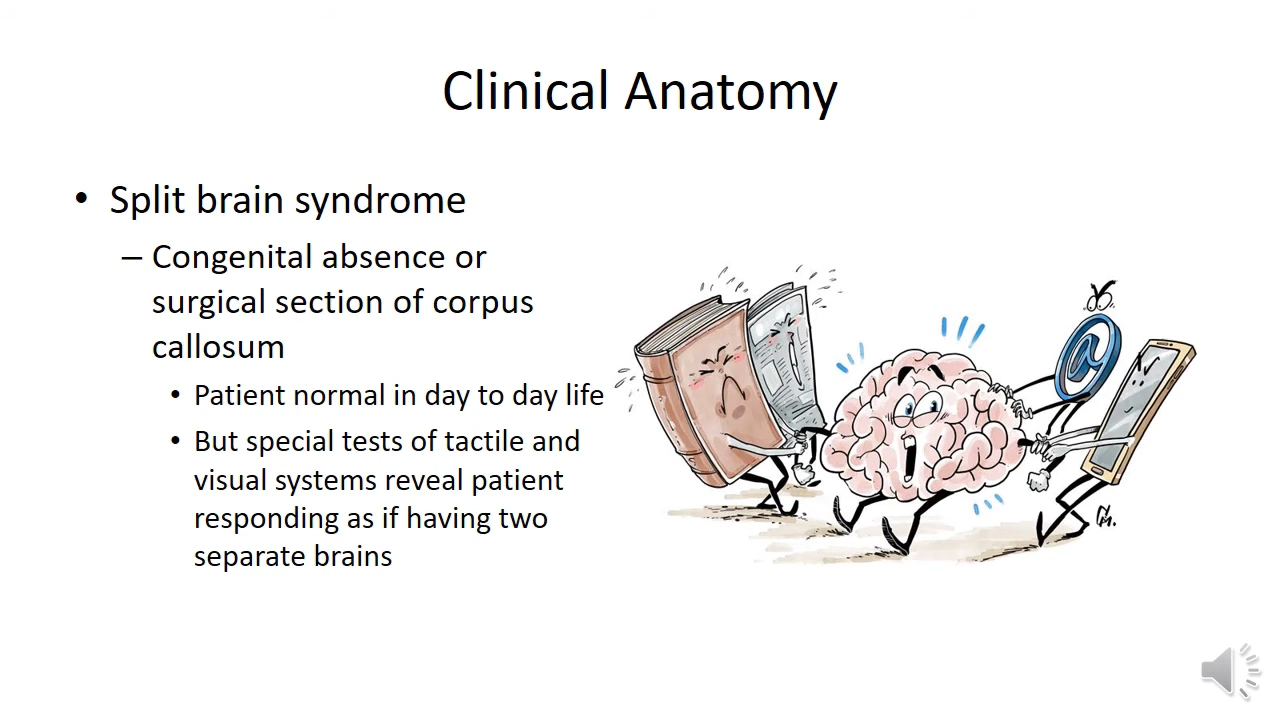 Clinical Anatomy
• Split brain syndrome
– Congenital absence or
surgical section of corpus
callosum
• Patient normal in day to day life
• But special tests of tactile and
visual systems reveal patient
responding as if having two
separate brains
@